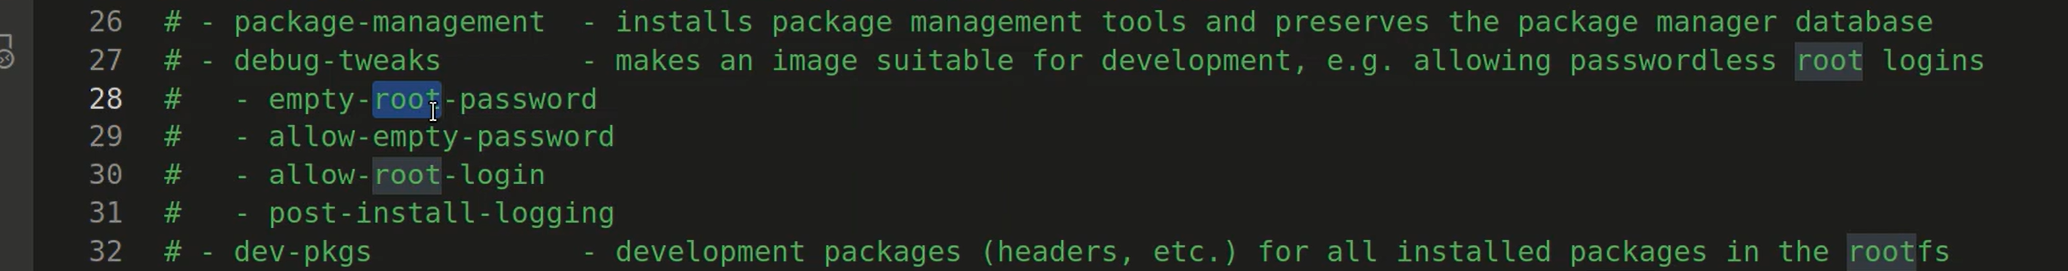 26 # - package-management  - installs package management tools and preserves the package manager database
27 # - debug-tweaks        - makes an image suitable for development, e.g. allowing passwordless root logins
28 #   - empty-root-password
29 #   - allow-empty-password
30 #   - allow-root-login
31 #   - post-install-logging
32 # - dev-pkgs            - development packages (headers, etc.) for all installed packages in the rootfs